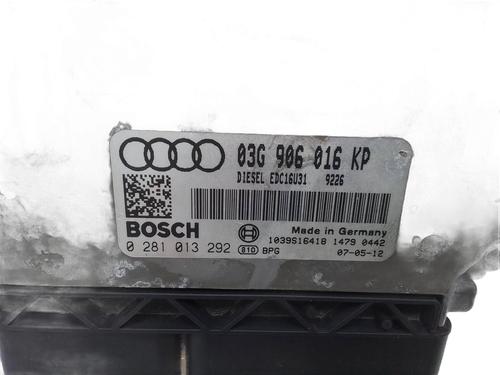 03G 906 016 KP
DIESEL EDC16U31 9226
BOSCH
Made in Germany
0 281 013 292 810 BPG
1039S16418 1479 0442
07-05-12